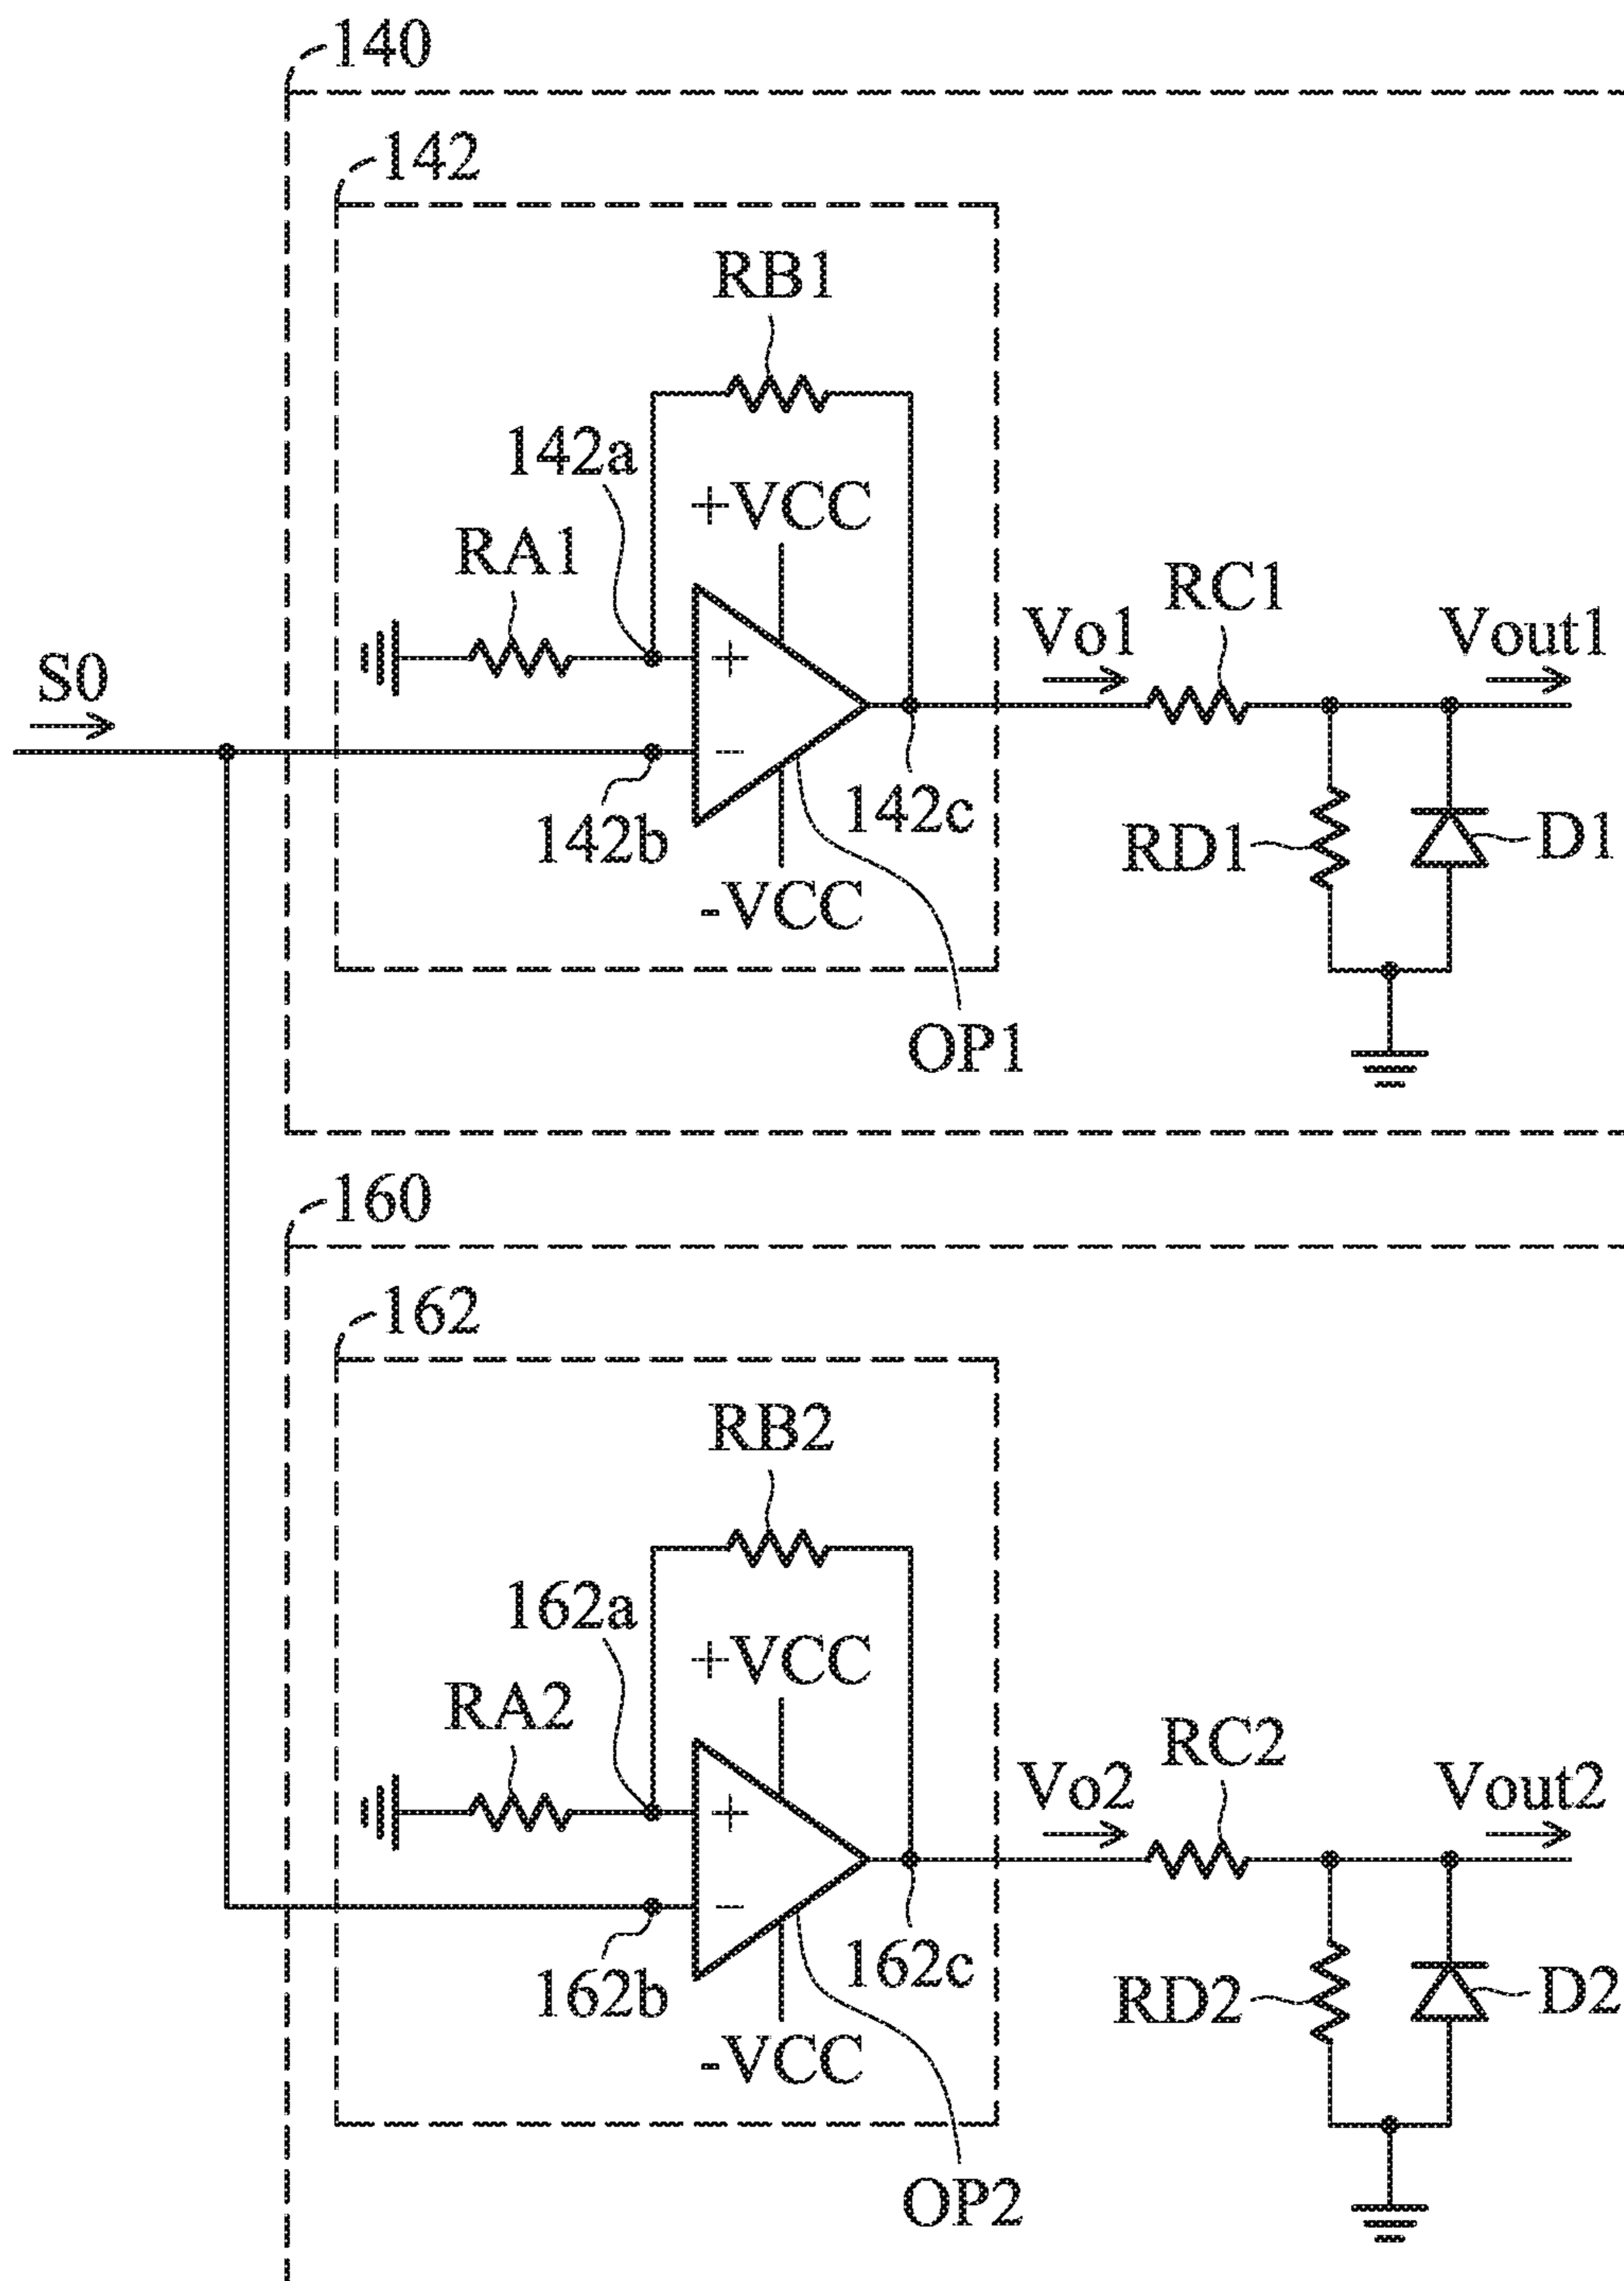 140
142
RB1
142a
+VCC
RA1
RC1
Vo1
Vout1
S0
+
-
142b
142c
RD1
D1
-VCC
OP1
160
162
RB2
162a
+VCC
RA2
RC2
Vo2
Vout2
+
-
162b
162c
RD2
D2
-VCC
OP2